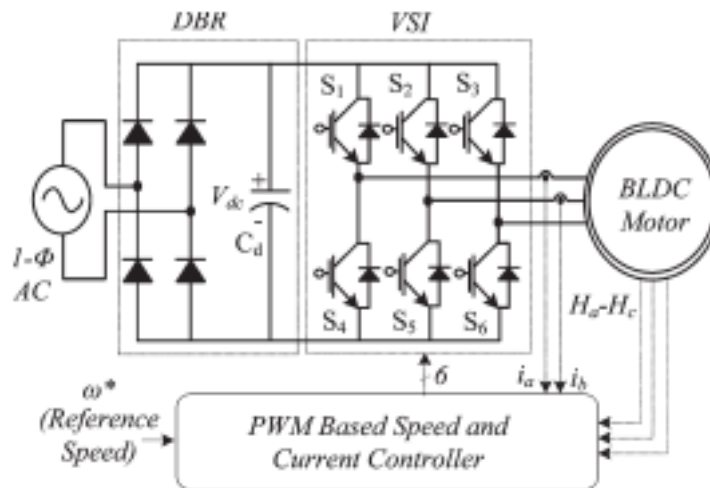 DBR
VSI
S1
S2
S3
+
Vdc
-
Cd
1-Φ
AC
BLDC
Motor
S4
S5
S6
Ha-Hc
6
ia
ib
ω*
(Reference
Speed)
PWM Based Speed and
Current Controller